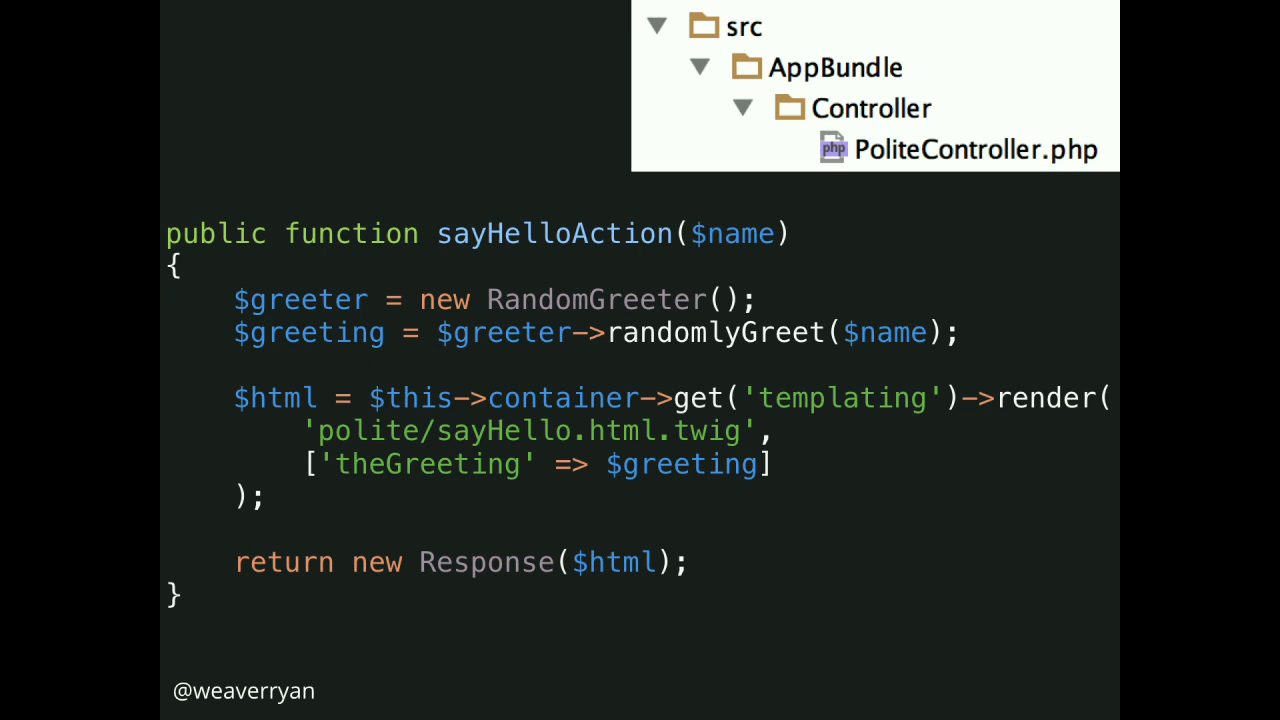 src
AppBundle
Controller
php PoliteController.php
public function sayHelloAction($name)
{
    $greeter = new RandomGreeter();
    $greeting = $greeter->randomlyGreet($name);
    $html = $this->container->get('templating')->render(
        'polite/sayHello.html.twig',
        ['theGreeting' => $greeting]
    );
    return new Response($html);
}
@weaverryan